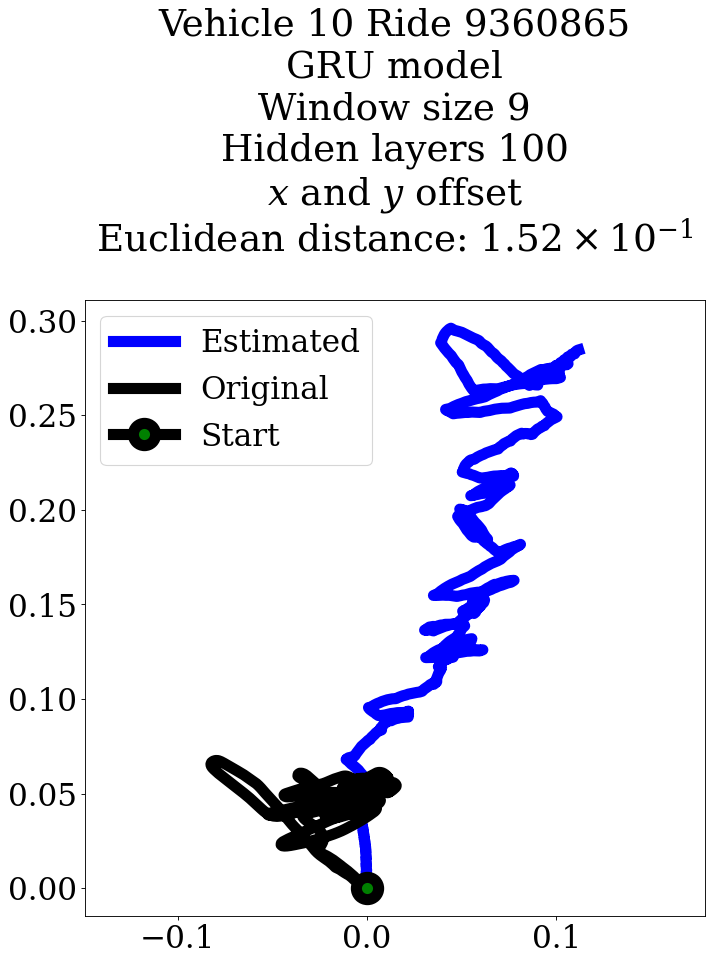 Vehicle 10 Ride 9360865
GRU model
Window size 9
Hidden layers 100
x and y offset
Euclidean distance: 1.52 × 10⁻¹
Estimated
Original
Start
0.30
0.25
0.20
0.15
0.10
0.05
0.00
−0.1 0.0 0.1